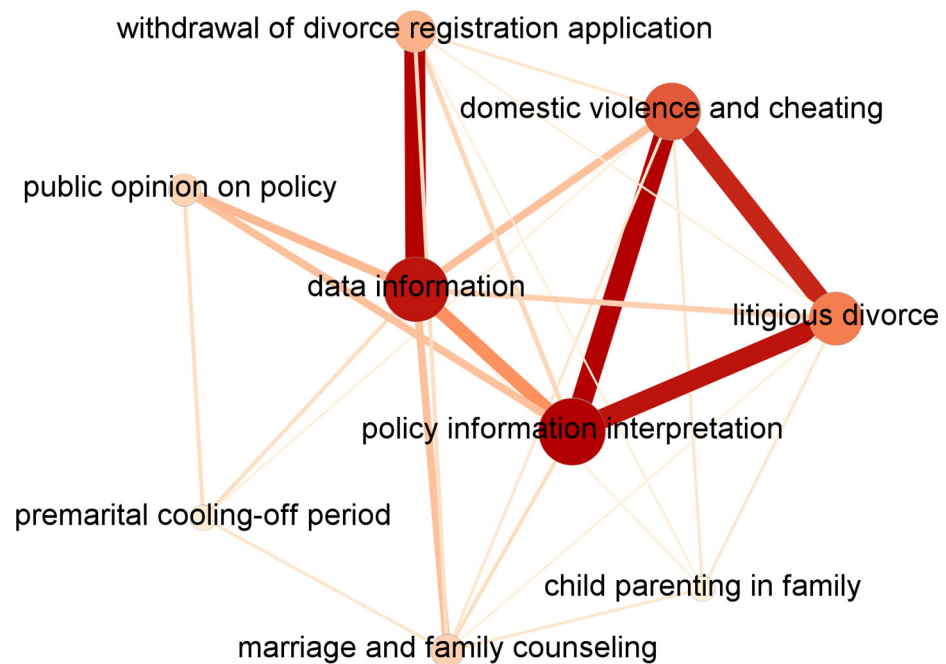 withdrawal of divorce registration application
domestic violence and cheating
public opinion on policy
data information
litigious divorce
policy information interpretation
premarital cooling-off period
child parenting in family
marriage and family counseling